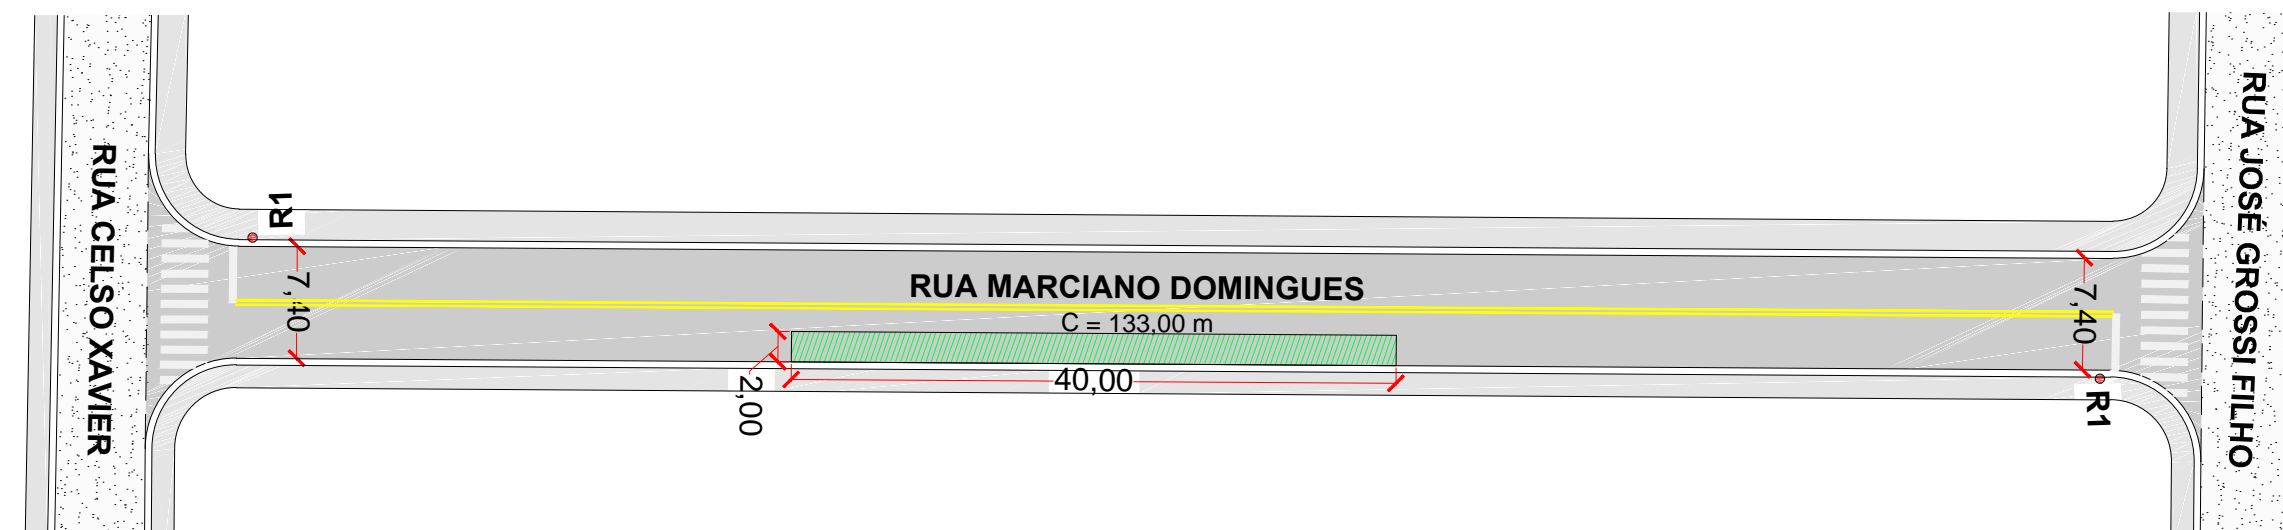 RUA CELSO XAVIER
R1
7,40
RUA MARCIANO DOMINGUES
C = 133,00 m
2,00
40,00
7,40
R1
RUA JOSÉ GROSSI FILHO